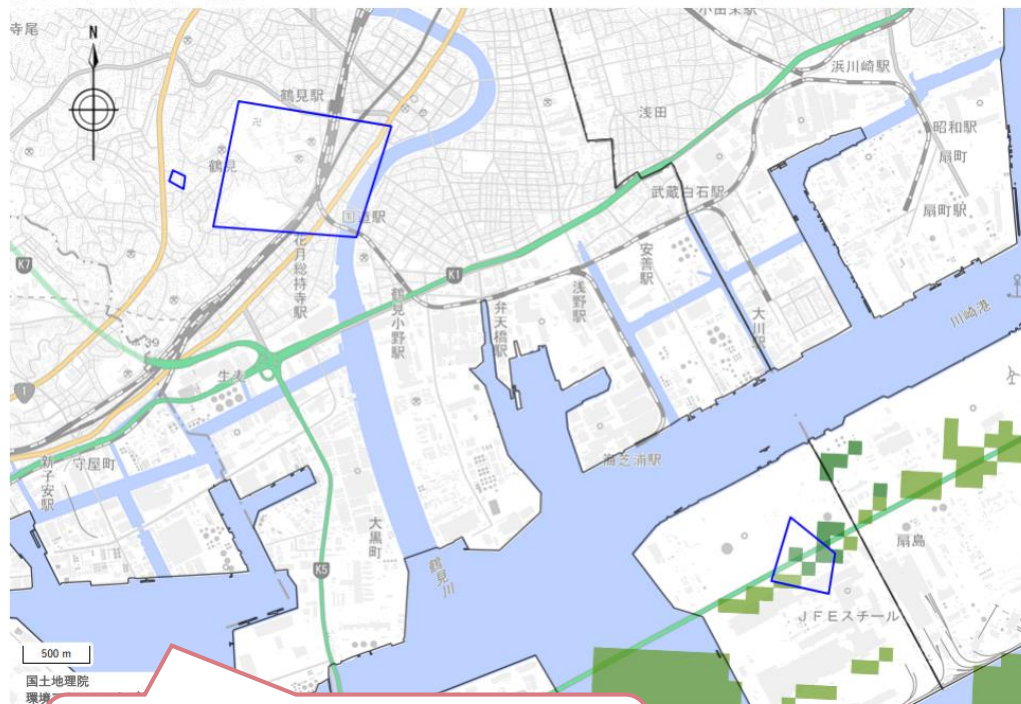 寺尾
小田栄駅
N
浜川崎駅
鶴見駅
浅田
昭和駅
扇町
鶴見
武蔵白石駅
扇町駅
国道駅
花月総持寺駅
K7
K1
安善駅
浅野駅
鶴見小野駅
弁天橋駅
大川駅
川崎港
生麦
1
海芝浦駅
守屋町
新子安駅
大黒町
扇島
鶴見川
K5
JFEスチール
500 m
国土地理院